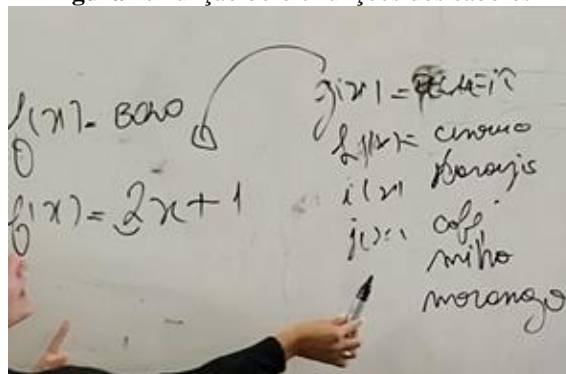 f(x) = BOLO
f(x) = 2x + 1
g(x) =
h(x) = cenoura
i(x) laranja
j(x) = café
milho
morango